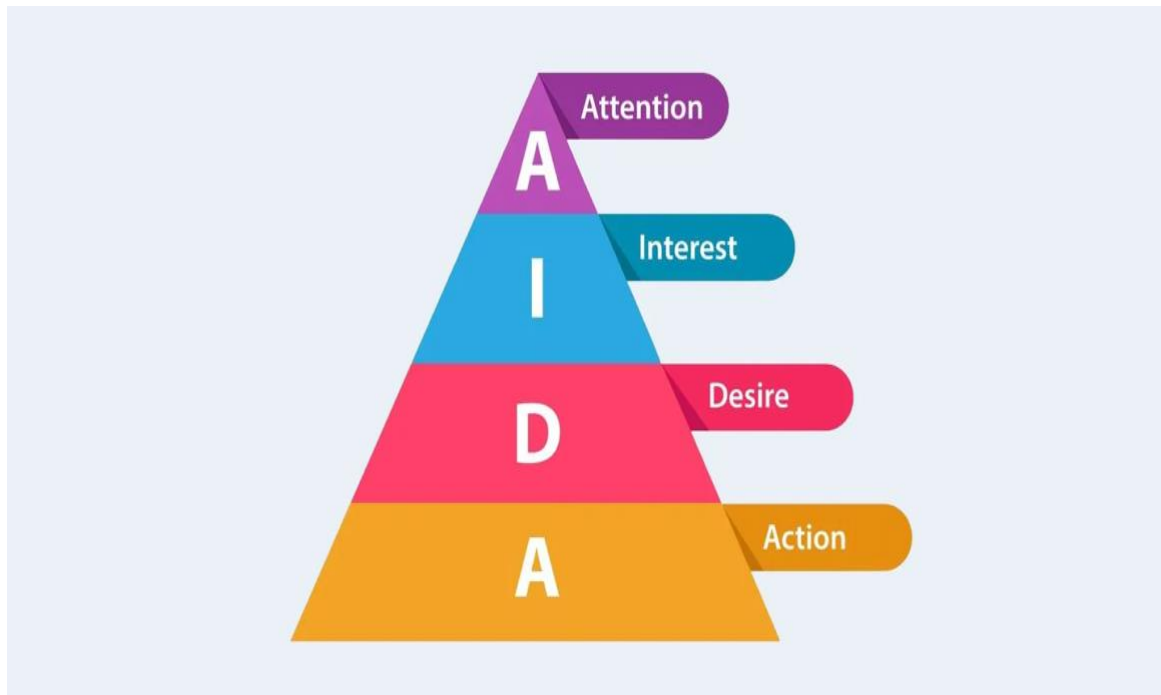 Attention
A
Interest
I
Desire
D
Action
A